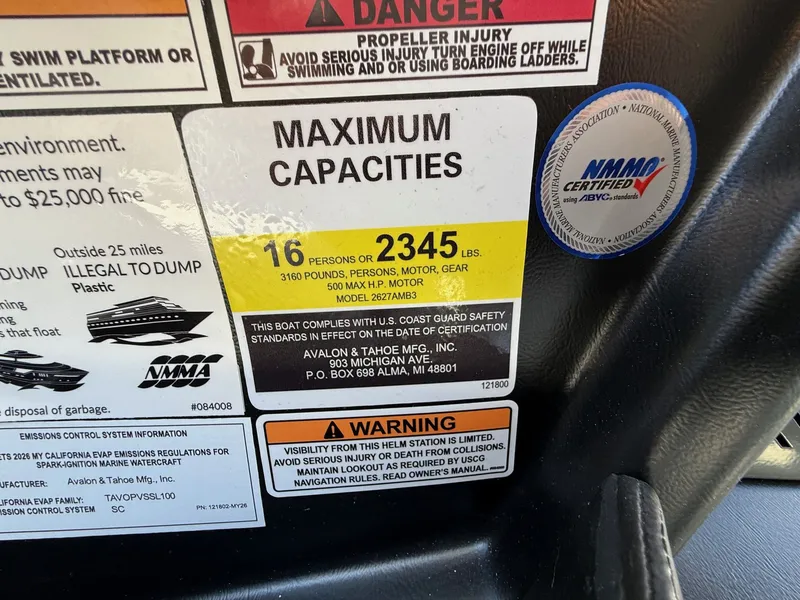 Y SWIM PLATFORM OR
ENTILATED.
DANGER
PROPELLER INJURY
AVOID SERIOUS INJURY TURN ENGINE OFF WHILE
SWIMMING AND OR USING BOARDING LADDERS.
environment.
ments may
to $25,000 fine
Outside 25 miles
DUMP ILLEGAL TO DUMP
Plastic
ning
ng
s that float
NMMA
e disposal of garbage.
#084008
MAXIMUM
CAPACITIES
16 PERSONS OR 2345 LBS.
3160 POUNDS, PERSONS, MOTOR, GEAR
500 MAX H.P. MOTOR
MODEL 2627AMB3
THIS BOAT COMPLIES WITH U.S. COAST GUARD SAFETY
STANDARDS IN EFFECT ON THE DATE OF CERTIFICATION
AVALON & TAHOE MFG., INC.
903 MICHIGAN AVE.
P.O. BOX 698 ALMA, MI 48801
121800
NATIONAL MARINE MANUFACTURERS ASSOCIATION • NATIONAL MARINE MANUFACTURERS ASSOCIATION •
NMMA
CERTIFIED
using ABYC standards
EMISSIONS CONTROL SYSTEM INFORMATION
ETS 2026 MY CALIFORNIA EVAP EMISSIONS REGULATIONS FOR
SPARK-IGNITION MARINE WATERCRAFT
UFACTURER: Avalon & Tahoe Mfg., Inc.
LIFORNIA EVAP FAMILY: TAVOPVSSL100
ISSION CONTROL SYSTEM SC
PN: 121802-MY26
WARNING
VISIBILITY FROM THIS HELM STATION IS LIMITED.
AVOID SERIOUS INJURY OR DEATH FROM COLLISIONS.
MAINTAIN LOOKOUT AS REQUIRED BY USCG
NAVIGATION RULES. READ OWNER'S MANUAL.